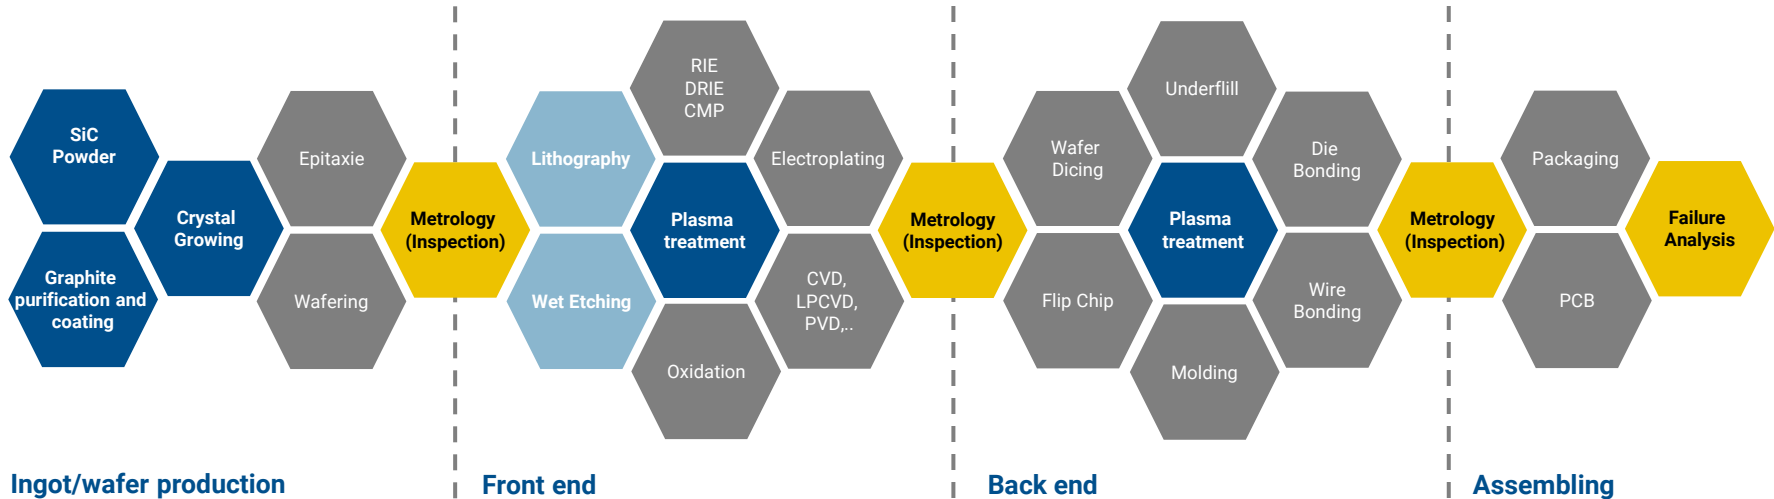 SiC
Powder
Graphite
purification and
coating
Crystal
Growing
Epitaxie
Wafering
Metrology
(Inspection)
Lithography
Wet Etching
RIE
DRIE
CMP
Plasma
treatment
Oxidation
Electroplating
CVD,
LPCVD,
PVD,..
Metrology
(Inspection)
Wafer
Dicing
Flip Chip
Underflill
Plasma
treatment
Molding
Die
Bonding
Wire
Bonding
Metrology
(Inspection)
Packaging
PCB
Failure
Analysis
Ingot/wafer production
Front end
Back end
Assembling